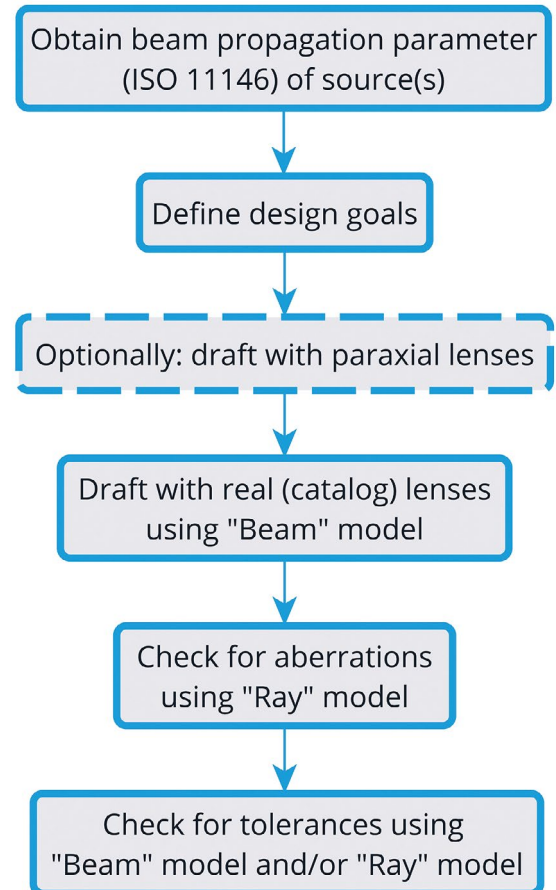 Obtain beam propagation parameter
(ISO 11146) of source(s)
Define design goals
Optionally: draft with paraxial lenses
Draft with real (catalog) lenses
using "Beam" model
Check for aberrations
using "Ray" model
Check for tolerances using
"Beam" model and/or "Ray" model